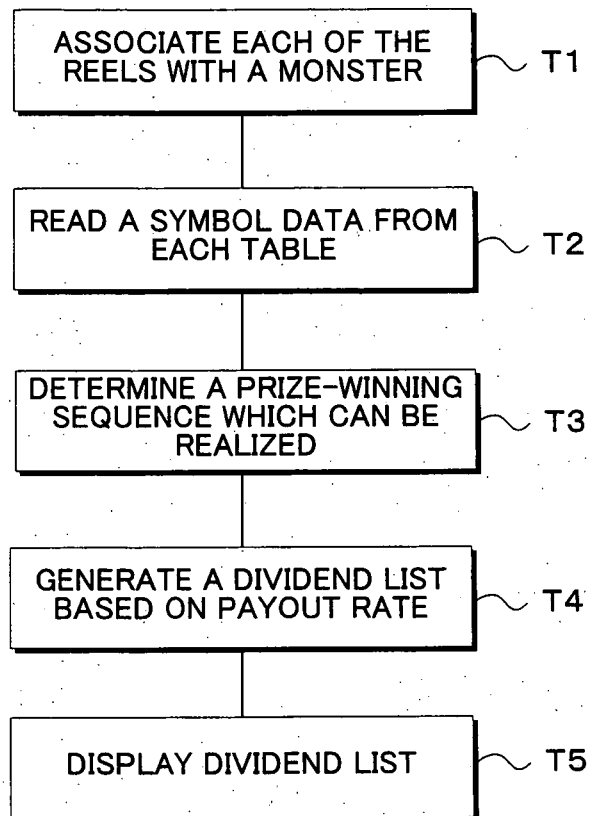 ASSOCIATE EACH OF THE
REELS WITH A MONSTER
T1
READ A SYMBOL DATA FROM
EACH TABLE
T2
DETERMINE A PRIZE-WINNING
SEQUENCE WHICH CAN BE
REALIZED
T3
GENERATE A DIVIDEND LIST
BASED ON PAYOUT RATE
T4
DISPLAY DIVIDEND LIST
T5